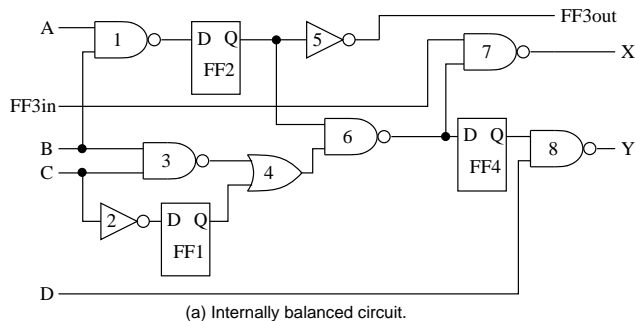 FF3out
A
1
D Q
FF2
5
7
X
FF3in
6
D Q
FF4
8
Y
B
3
4
C
2
D Q
FF1
D
(a) Internally balanced circuit.